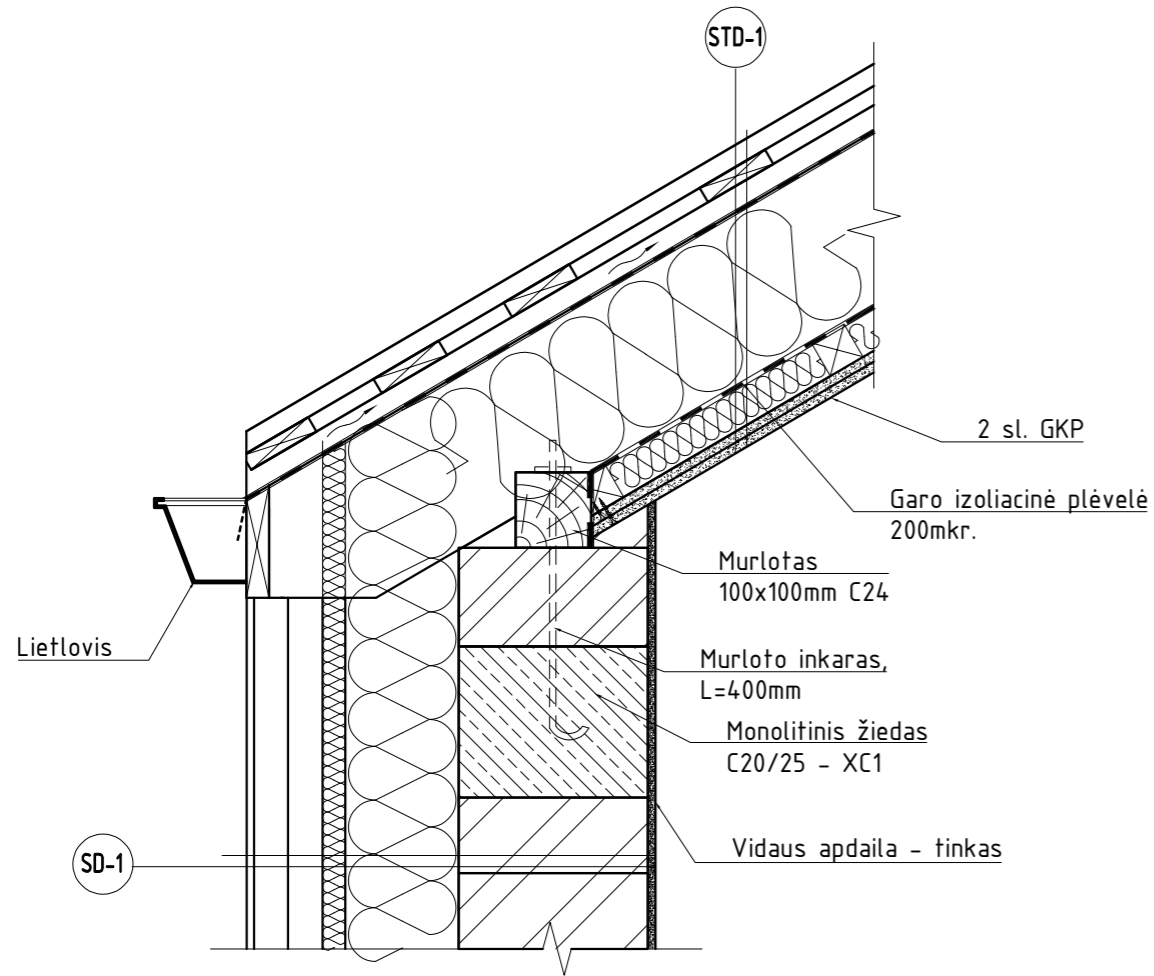 STD-1
2 sl. GKP
Garo izoliacinė plėvelė
200mkr.
Murlotas
100x100mm C24
Lietlovis
Murloto inkaras,
L=400mm
Monolitinis žiedas
C20/25 - XC1
Vidaus apdaila - tinkas
SD-1